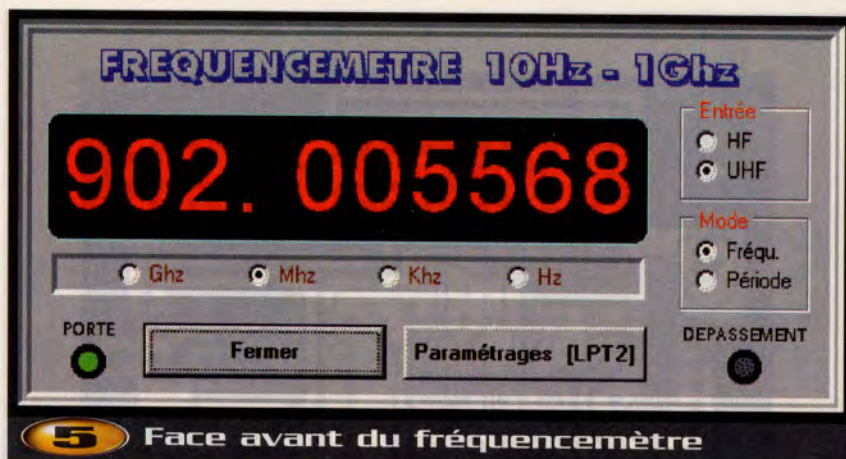 FREQUENCEMETRE 10Hz - 1Ghz
902. 005568
Entrée
HF
UHF
Mode
Fréqu.
Période
Ghz Mhz Khz Hz
PORTE
Fermer
Paramétrages [LPT2]
DEPASSEMENT
5 Face avant du fréquencemètre